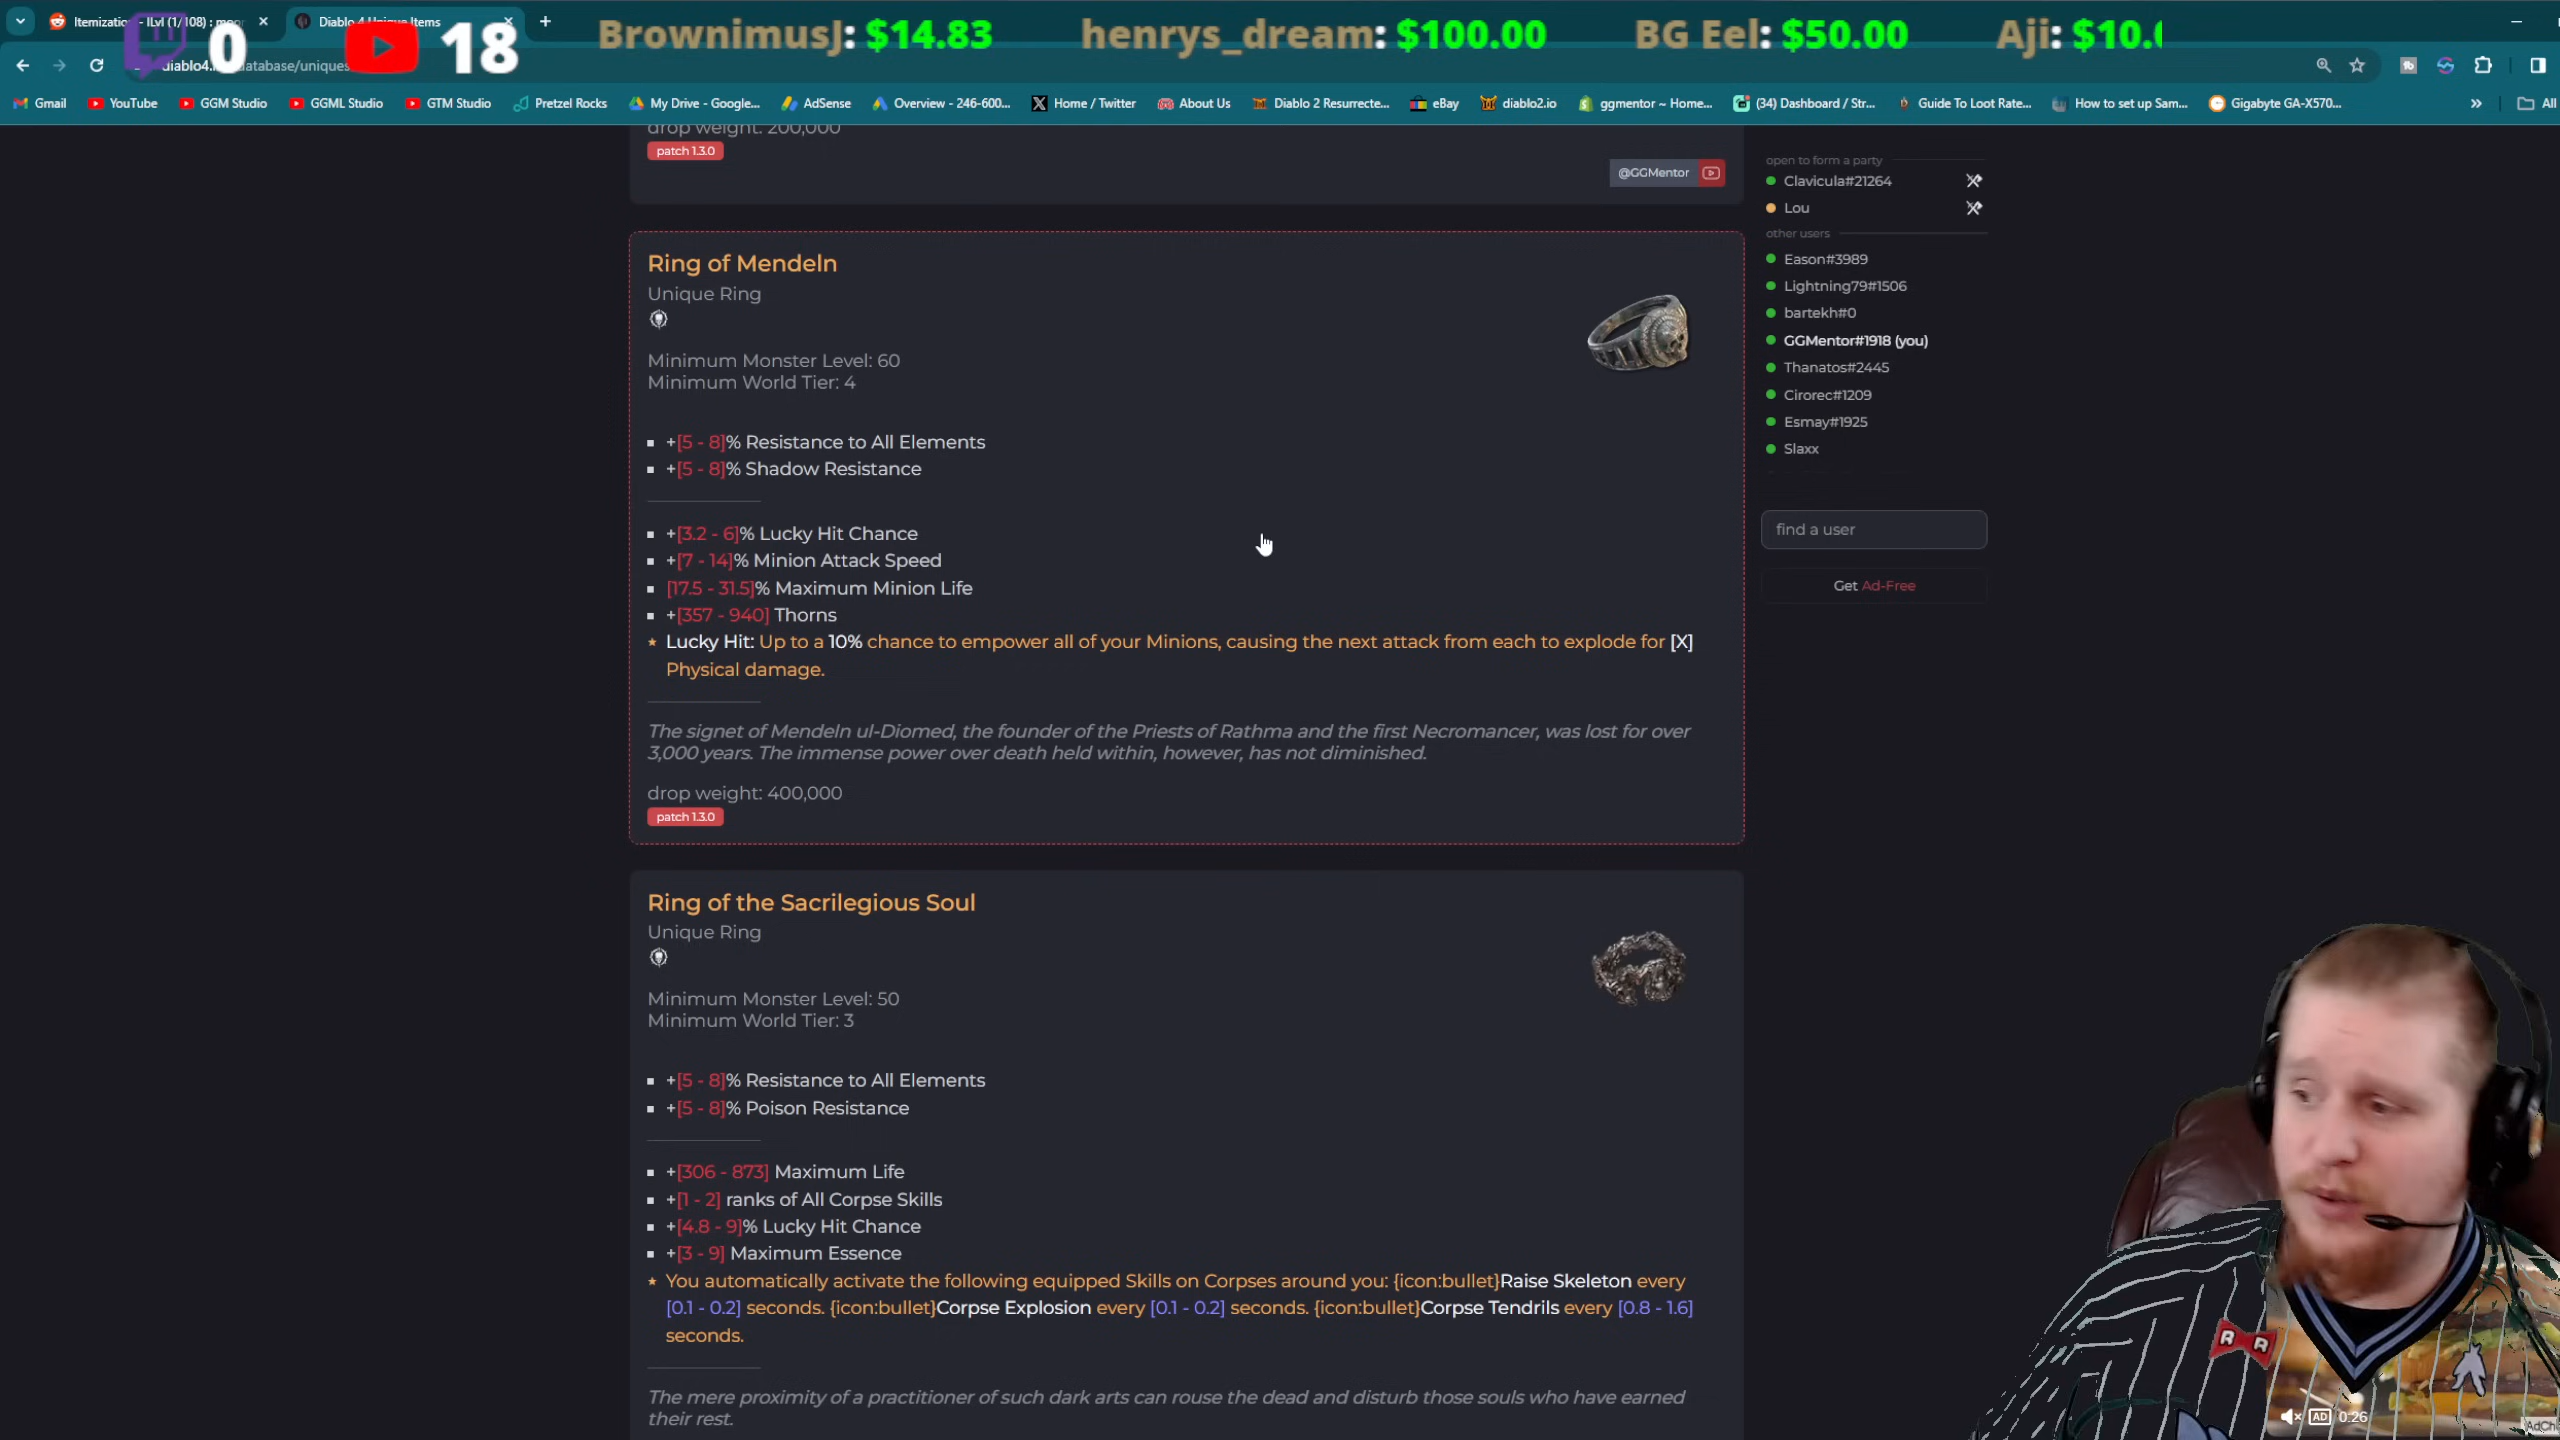 Itemization - ILvl (1/108) :
Diablo 4 Unique Items
0
18
BrownimusJ: $14.83
henrys_dream: $100.00
BG Eel: $50.00
Aji: $10.
Gmail
YouTube
GGM Studio
GGML Studio
GTM Studio
Pretzel Rocks
My Drive - Google...
AdSense
Overview - 246-600...
Home / Twitter
About Us
Diablo 2 Resurrecte...
eBay
diablo2.io
ggmentor ~ Home...
(34) Dashboard / Str...
Guide To Loot Rate...
How to set up Sam...
Gigabyte GA-X570...
»
All
drop weight: 200,000
patch 1.3.0
@GGMentor
Ring of Mendeln
Unique Ring
Minimum Monster Level: 60
Minimum World Tier: 4
+[5 - 8]% Resistance to All Elements
+[5 - 8]% Shadow Resistance
+[3.2 - 6]% Lucky Hit Chance
+[7 - 14]% Minion Attack Speed
[17.5 - 31.5]% Maximum Minion Life
+[357 - 940] Thorns
Lucky Hit: Up to a 10% chance to empower all of your Minions, causing the next attack from each to explode for [X]
Physical damage.
The signet of Mendeln ul-Diomed, the founder of the Priests of Rathma and the first Necromancer, was lost for over
3,000 years. The immense power over death held within, however, has not diminished.
drop weight: 400,000
patch 1.3.0
Ring of the Sacrilegious Soul
Unique Ring
Minimum Monster Level: 50
Minimum World Tier: 3
+[5 - 8]% Resistance to All Elements
+[5 - 8]% Poison Resistance
+[306 - 873] Maximum Life
+[1 - 2] ranks of All Corpse Skills
+[4.8 - 9]% Lucky Hit Chance
+[3 - 9] Maximum Essence
You automatically activate the following equipped Skills on Corpses around you: {icon:bullet}Raise Skeleton every
[0.1 - 0.2] seconds. {icon:bullet}Corpse Explosion every [0.1 - 0.2] seconds. {icon:bullet}Corpse Tendrils every [0.8 - 1.6]
seconds.
The mere proximity of a practitioner of such dark arts can rouse the dead and disturb those souls who have earned
their rest.
open to form a party
Clavicula#21264
Lou
other users
Eason#3989
Lightning79#1506
bartekh#0
GGMentor#1918 (you)
Thanatos#2445
Cirorec#1209
Esmay#1925
Slaxx
find a user
Get Ad-Free
R R
AD 0:26